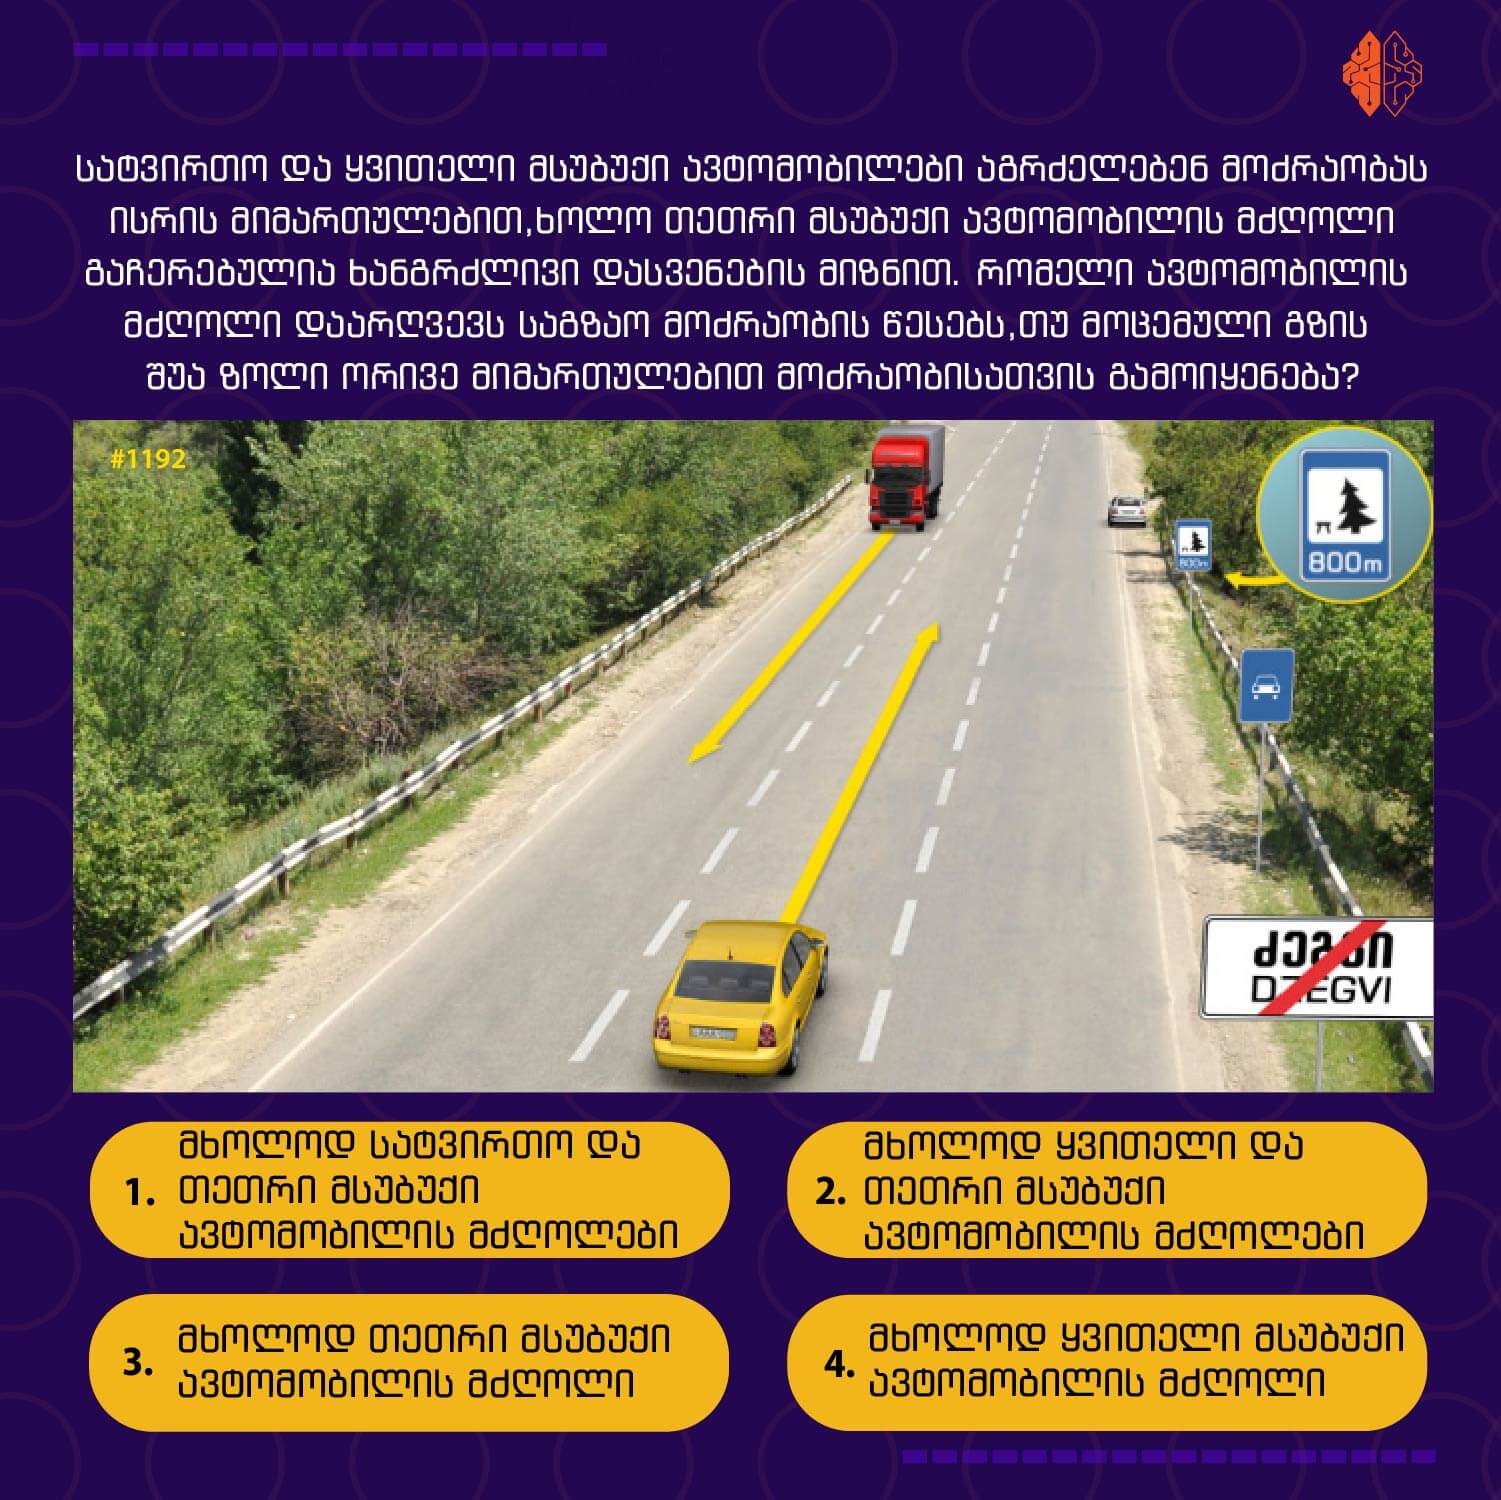 სატვირთო და ყვითელი მსუბუქი ავტომობილები აგრძელებენ მოძრაობას
ისრის მიმართულებით,ხოლო თეთრი მსუბუქი ავტომობილის მძღოლი
გაჩერებულია ხანგრძლივი დასვენების მიზნით. რომელი ავტომობილის
მძღოლი დაარღვევს საგზაო მოძრაობის წესებს,თუ მოცემული გზის
შუა ზოლი ორივე მიმართულებით მოძრაობისათვის გამოიყენება?
#1192
800m
800m
ძეგვი
DZEGVI
1. მხოლოდ სატვირთო და
თეთრი მსუბუქი
ავტომობილის მძღოლები
2. მხოლოდ ყვითელი და
თეთრი მსუბუქი
ავტომობილის მძღოლები
3. მხოლოდ თეთრი მსუბუქი
ავტომობილის მძღოლი
4. მხოლოდ ყვითელი მსუბუქი
ავტომობილის მძღოლი